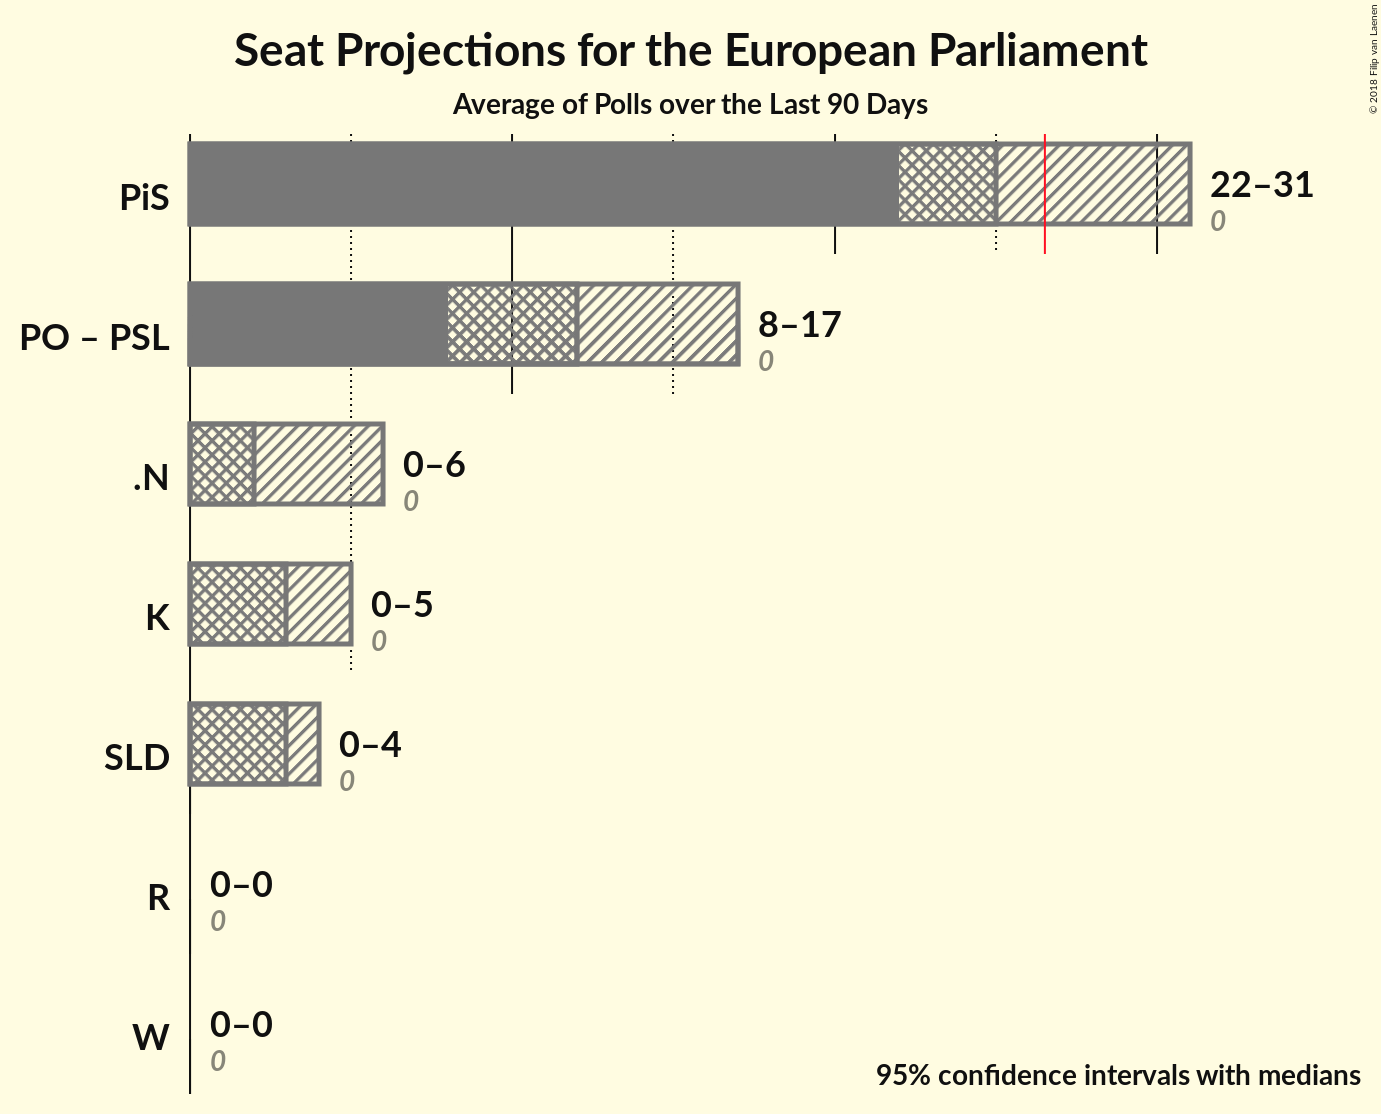 Seat Projections for the European Parliament
Average of Polls over the Last 90 Days
© 2018 Filip van Laenen
PiS
22–31
0
PO – PSL
8–17
0
.N
0–6
0
K
0–5
0
SLD
0–4
0
R
0–0
0
W
0–0
0
95% confidence intervals with medians